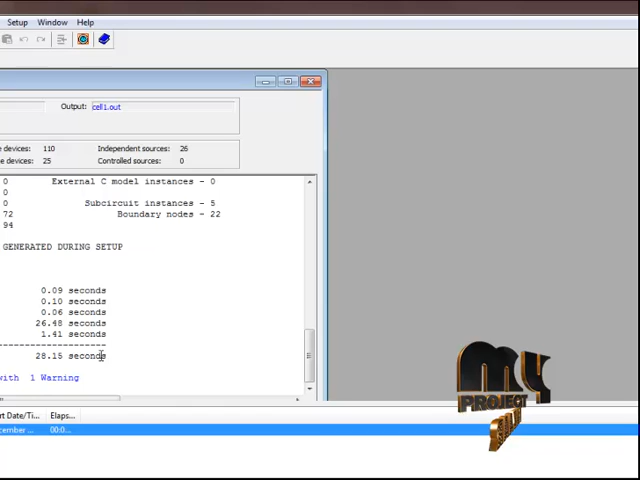 Setup Window Help
Output: cell1.out
e devices: 110 Independent sources: 26
e devices: 25 Controlled sources: 0
0 External C model instances - 0
0
0 Subcircuit instances - 5
72 Boundary nodes - 22
94
GENERATED DURING SETUP
0.09 seconds
0.10 seconds
0.06 seconds
26.48 seconds
1.41 seconds
28.15 seconds
with 1 Warning
art Date/Ti... Elaps...
cember ... 00:0...
MY
PROJECT